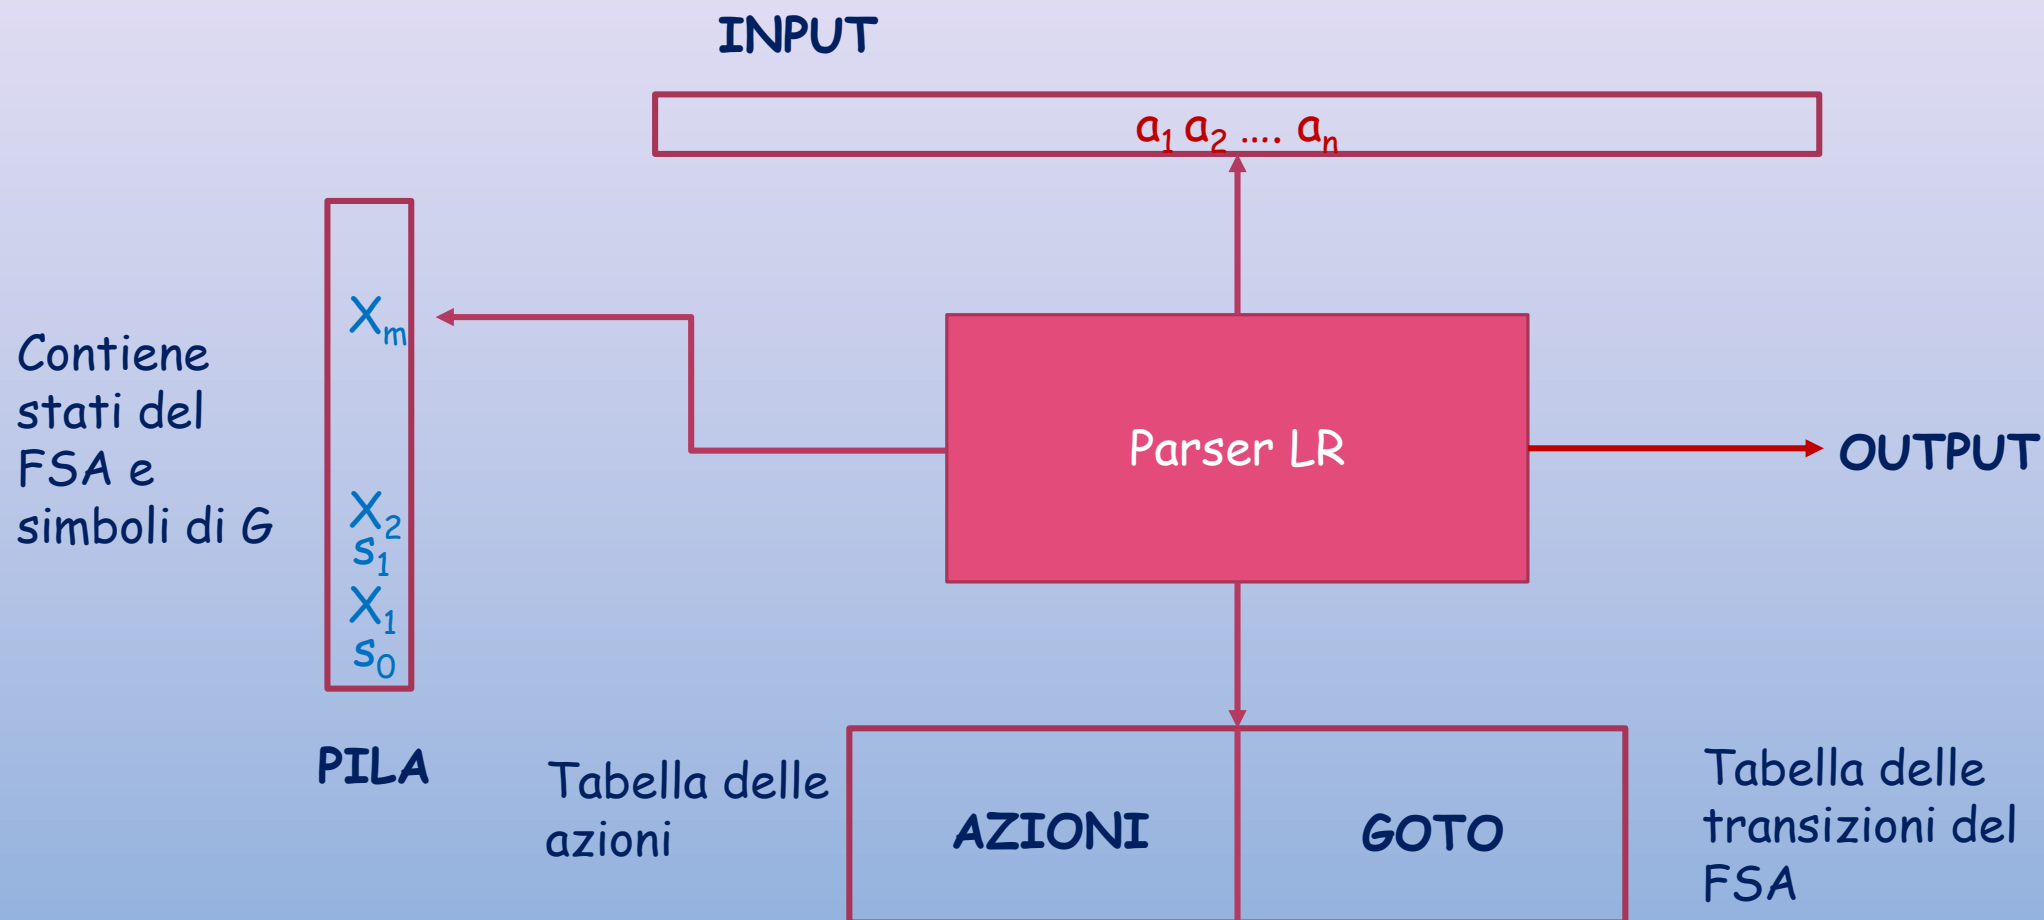 INPUT
a₁ a₂ .... aₙ
Contiene
stati del
FSA e
simboli di G
Xₘ
X₂
s₁
X₁
s₀
PILA
Parser LR
OUTPUT
Tabella delle
azioni
AZIONI
GOTO
Tabella delle
transizioni del
FSA